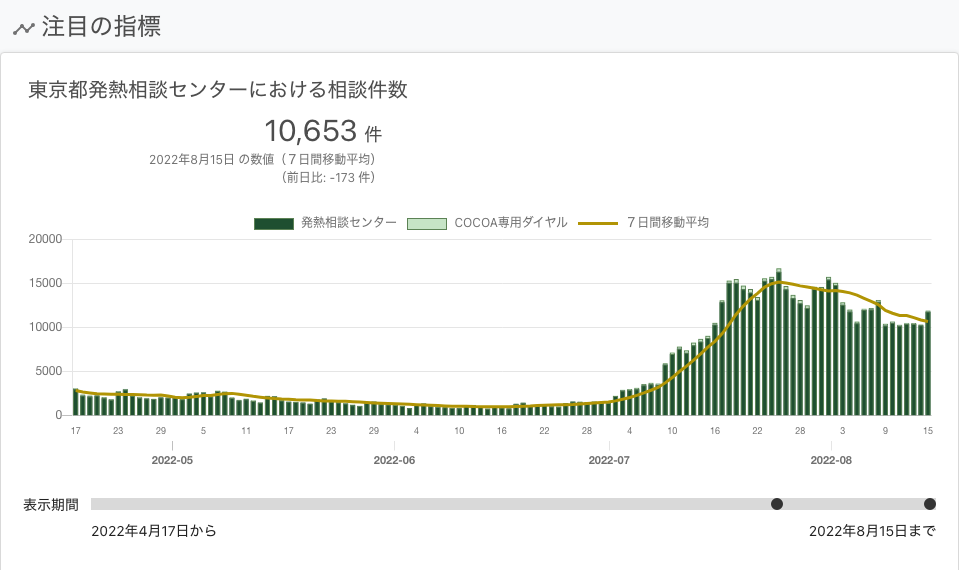 注目の指標
東京都発熱相談センターにおける相談件数
10,653 件
2022年8月15日 の数値（７日間移動平均）
（前日比: -173 件）
発熱相談センター COCOA専用ダイヤル ７日間移動平均
20000
15000
10000
5000
0
17 23 29 5 11 17 23 29 4 10 16 22 28 4 10 16 22 28 3 9 15
2022-05 2022-06 2022-07 2022-08
表示期間
2022年4月17日から 2022年8月15日まで